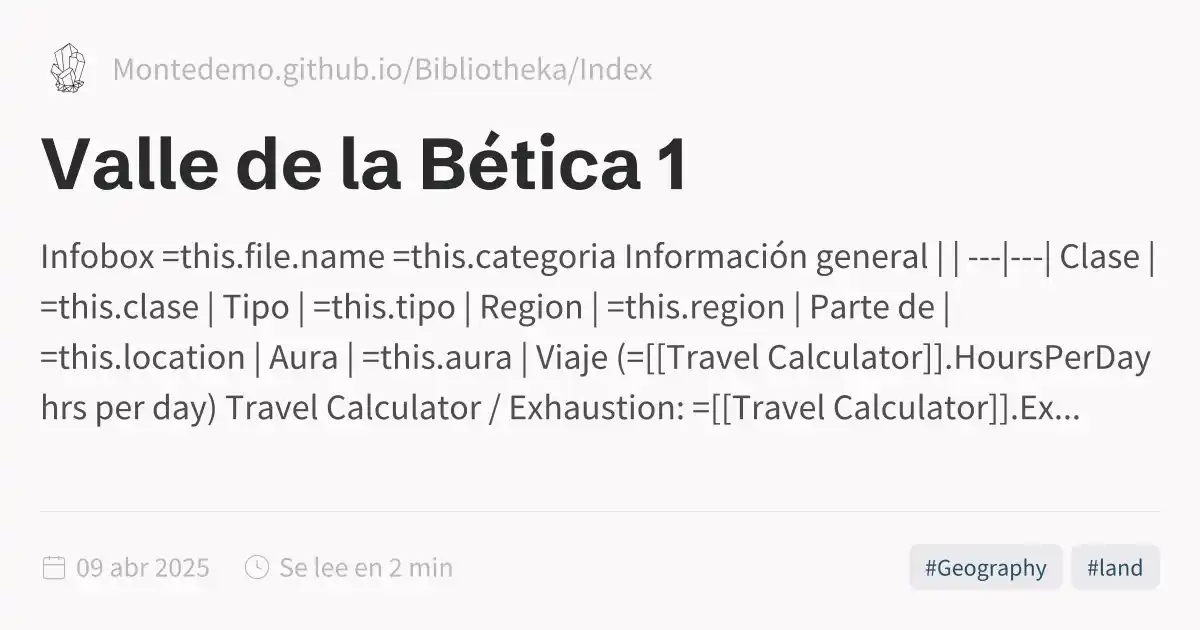 Montedemo.github.io/Bibliotheka/Index
Valle de la Bética 1
Infobox =this.file.name =this.categoria Información general | | ---|---| Clase |
=this.clase | Tipo | =this.tipo | Region | =this.region | Parte de |
=this.location | Aura | =this.aura | Viaje (=[[Travel Calculator]].HoursPerDay
hrs per day) Travel Calculator / Exhaustion: =[[Travel Calculator]].Ex...
09 abr 2025 Se lee en 2 min #Geography #land